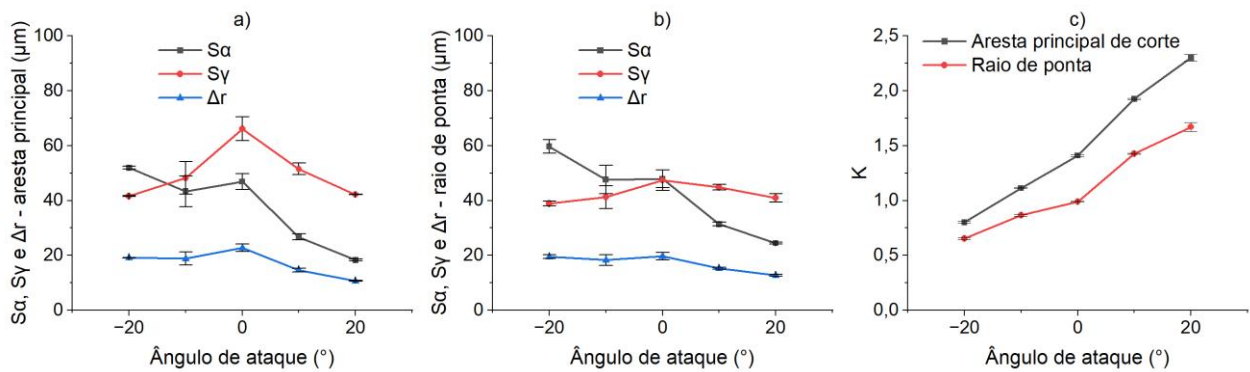 a)
Sα, Sγ e Δr - aresta principal (μm)
100
80
60
40
20
0
Sα
Sγ
Δr
−20
0
20
Ângulo de ataque (°)
b)
Sα, Sγ e Δr - raio de ponta (μm)
100
80
60
40
20
0
Sα
Sγ
Δr
−20
0
20
Ângulo de ataque (°)
c)
K
2,5
2,0
1,5
1,0
0,5
0,0
Aresta principal de corte
Raio de ponta
−20
0
20
Ângulo de ataque (°)